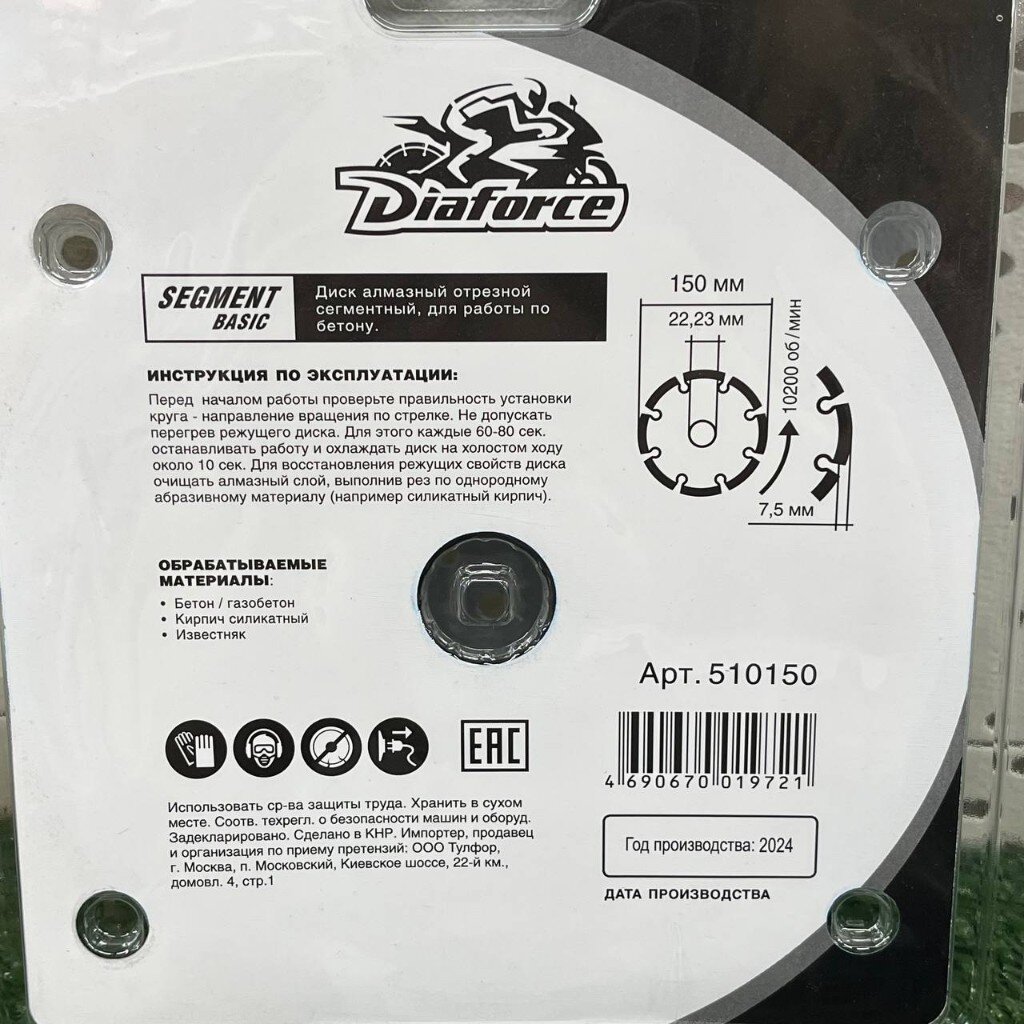 Diaforce
SEGMENT
BASIC
Диск алмазный отрезной
сегментный, для работы по
бетону.
150 мм
22,23 мм
10200 об/мин
7,5 мм
ИНСТРУКЦИЯ ПО ЭКСПЛУАТАЦИИ:
Перед началом работы проверьте правильность установки
круга - направление вращения по стрелке. Не допускать
перегрев режущего диска. Для этого каждые 60-80 сек.
останавливать работу и охлаждать диск на холостом ходу
около 10 сек. Для восстановления режущих свойств диска
очищать алмазный слой, выполнив рез по однородному
абразивному материалу (например силикатный кирпич).
ОБРАБАТЫВАЕМЫЕ
МАТЕРИАЛЫ:
• Бетон / газобетон
• Кирпич силикатный
• Известняк
Арт. 510150
EAC
4 690670 019721
Использовать ср-ва защиты труда. Хранить в сухом
месте. Соотв. техрегл. о безопасности машин и оборуд.
Задекларировано. Сделано в КНР. Импортер, продавец
и организация по приему претензий: ООО Тулфор,
г. Москва, п. Московский, Киевское шоссе, 22-й км.,
домовл. 4, стр.1
Год производства: 2024
ДАТА ПРОИЗВОДСТВА